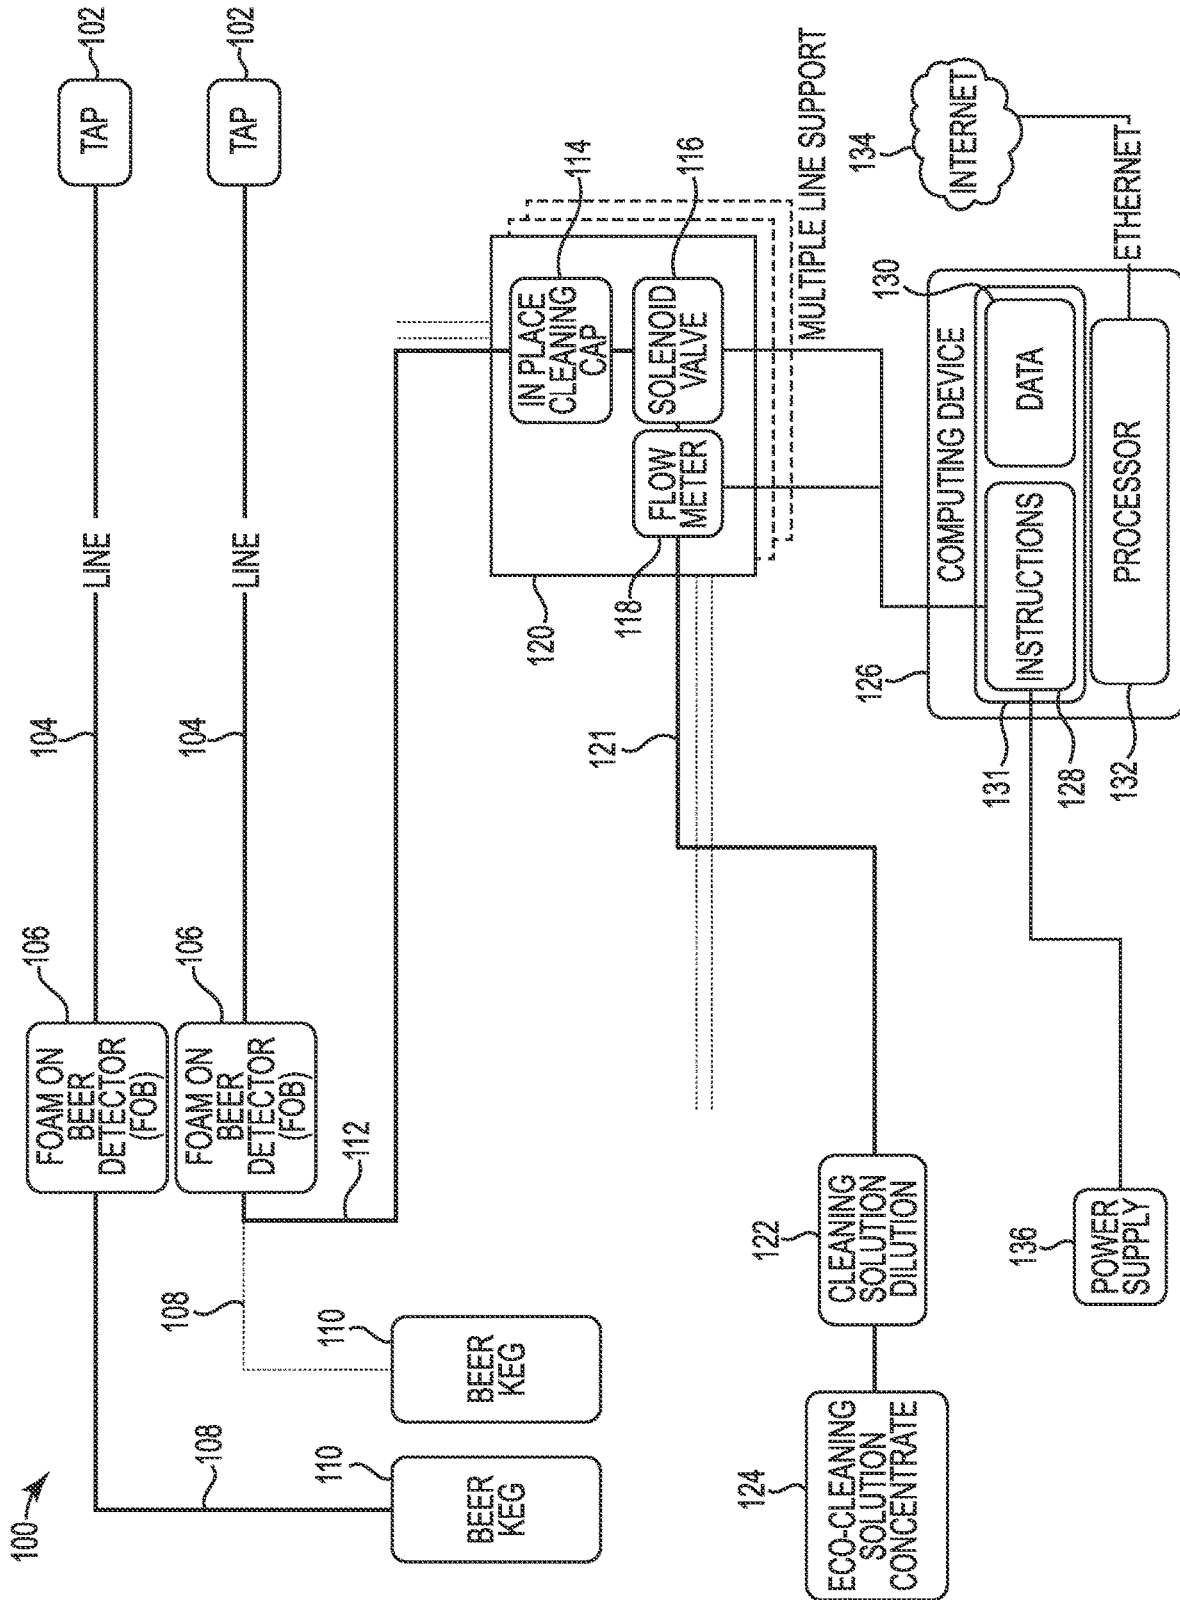 100
108
108
110
BEER
KEG
110
BEER
KEG
106
FOAM ON
BEER
DETECTOR
(FOB)
106
FOAM ON
BEER
DETECTOR
(FOB)
112
104
LINE
104
LINE
102
TAP
102
TAP
120
IN PLACE
CLEANING
CAP
114
FLOW
METER
118
SOLENOID
VALVE
116
MULTIPLE LINE SUPPORT
121
124
ECO-CLEANING
SOLUTION
CONCENTRATE
122
CLEANING
SOLUTION
DILUTION
136
POWER
SUPPLY
126
COMPUTING DEVICE
131
128
INSTRUCTIONS
130
DATA
132
PROCESSOR
ETHERNET
134
INTERNET